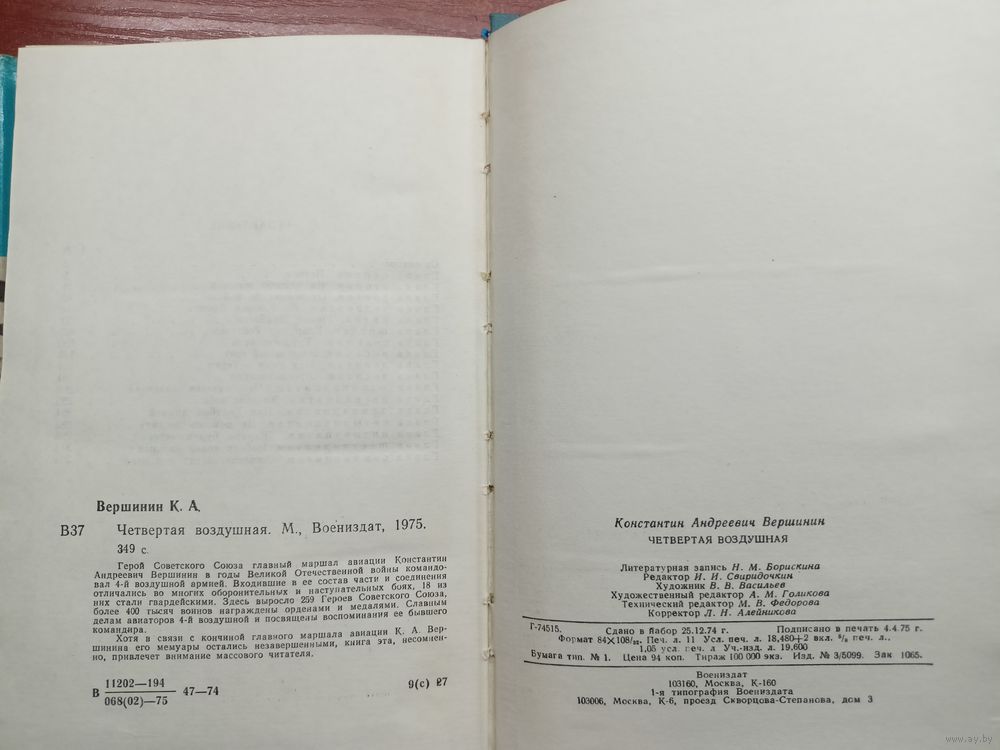 Вершинин К. А.
В37 Четвертая воздушная. М., Воениздат, 1975.
349 с.
Герой Советского Союза главный маршал авиации Константин
Андреевич Вершинин в годы Великой Отечественной войны командо-
вал 4-й воздушной армией. Входившие в ее состав части и соединения
отличались во многих оборонительных и наступательных боях, 18 из
них стали гвардейскими. Здесь выросло 259 Героев Советского Союза,
более 400 тысяч воинов награждены орденами и медалями. Славным
делам авиаторов 4-й воздушной и посвящены воспоминания ее бывшего
командира.
Хотя в связи с кончиной главного маршала авиации К. А. Вер-
шинина его мемуары остались незавершенными, книга эта, несомнен-
но, привлечет внимание массового читателя.
В 11202—194 47—74 9(с) 27
068(02)—75
Константин Андреевич Вершинин
ЧЕТВЕРТАЯ ВОЗДУШНАЯ
Литературная запись Н. М. Борискина
Редактор И. И. Свиридочкин
Художник В. В. Васильев
Художественный редактор А. М. Голикова
Технический редактор М. В. Федорова
Корректор Л. Н. Алейникова
Г-74515. Сдано в набор 25.12.74 г. Подписано в печать 4.4.75 г.
Формат 84×108/32. Печ. л. 11 Усл. печ. л. 18,480+2 вкл. печ. л.,
1,05 усл. печ. л Уч.-изд. л. 19,600
Бумага тип. № 1. Цена 94 коп. Тираж 100 000 экз. Изд. № 3/5099. Зак 1065.
Воениздат
103160, Москва, К-160
1-я типография Воениздата
103006, Москва, К-6, проезд Скворцова-Степанова, дом 3
www.ay.by